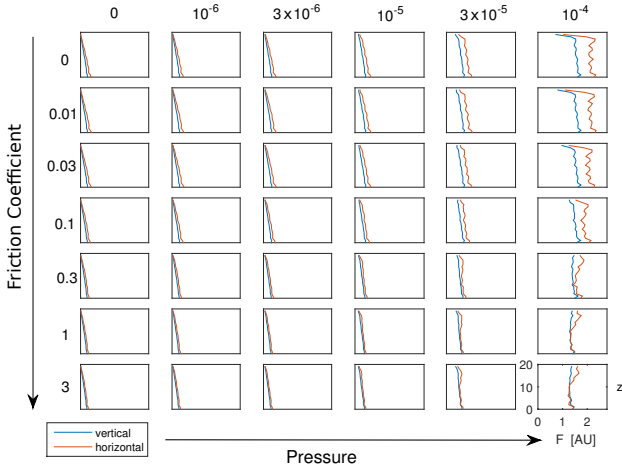 0 10⁻⁶ 3 x 10⁻⁶ 10⁻⁵ 3 x 10⁻⁵ 10⁻⁴
Friction Coefficient
0
0.01
0.03
0.1
0.3
1
3
20
10
0
z
0 1 2
F [AU]
vertical
horizontal
Pressure